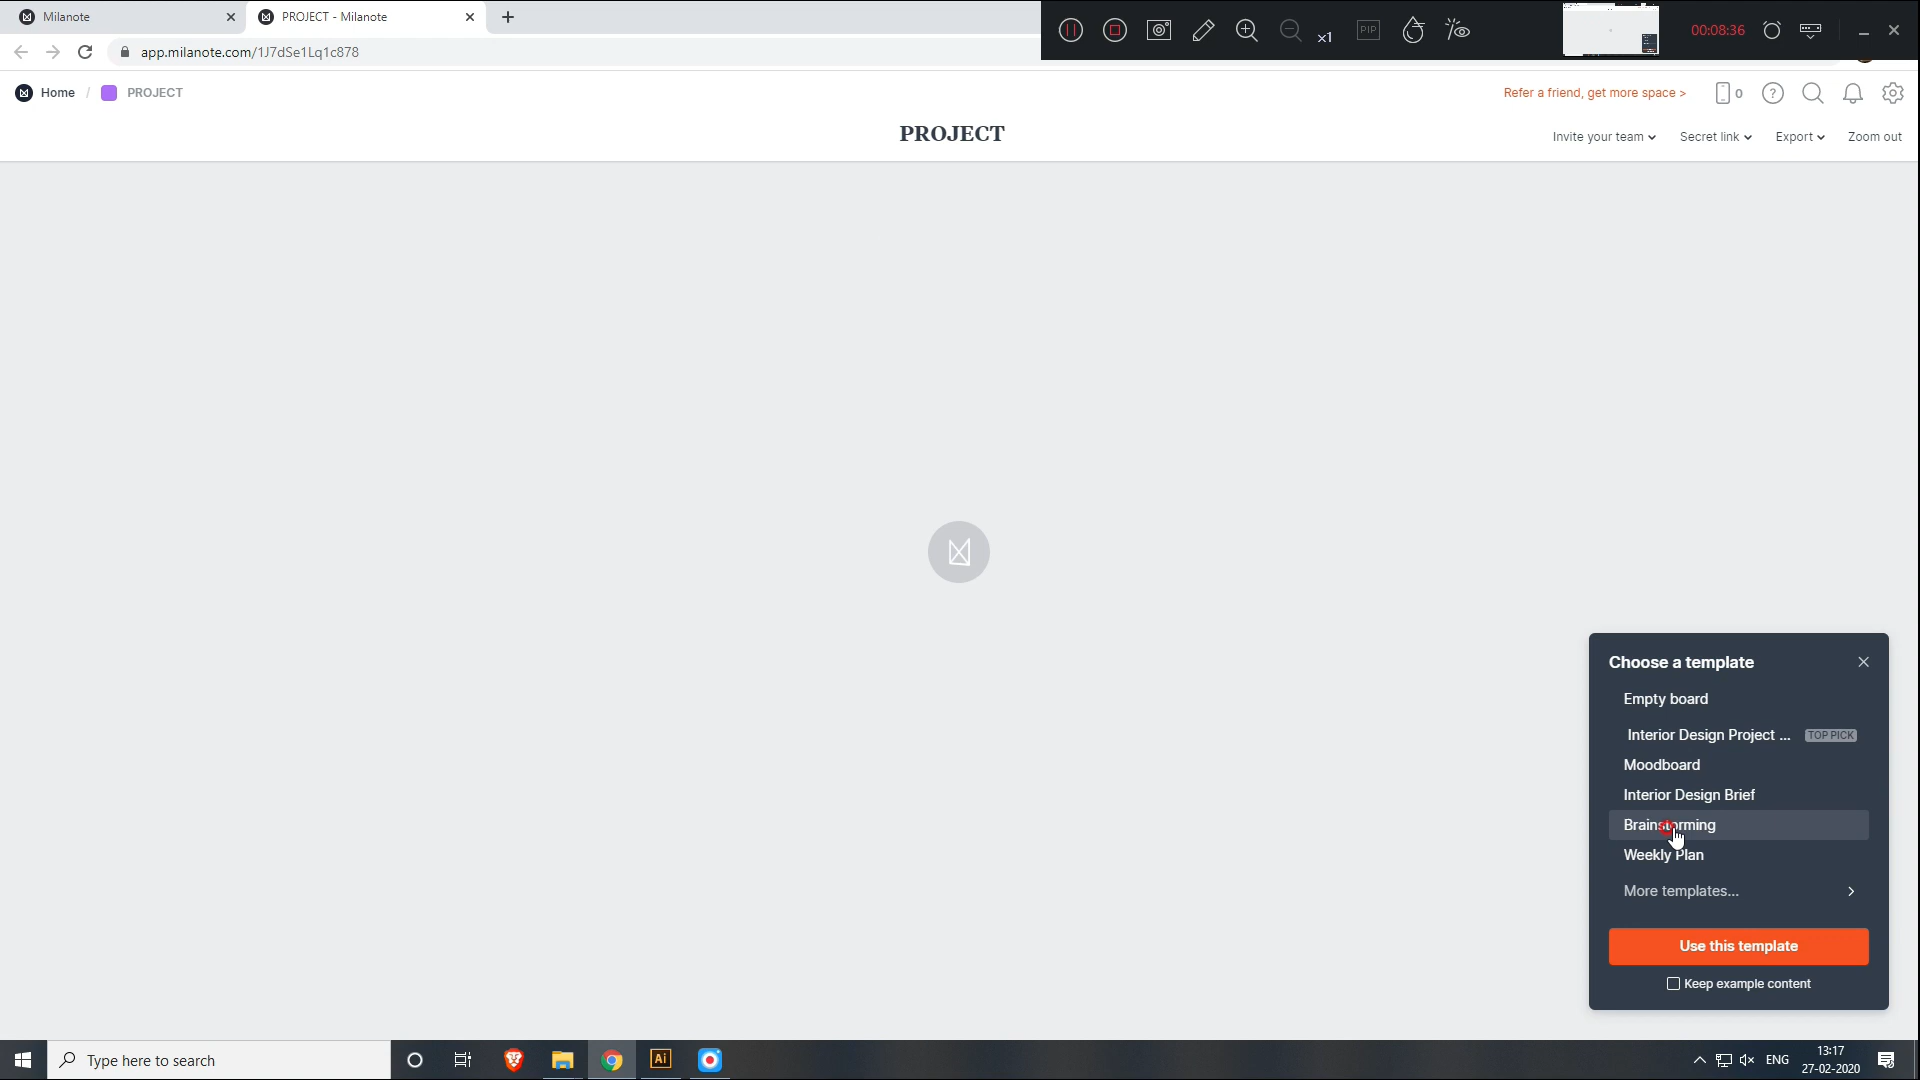 Milanote
PROJECT - Milanote
app.milanote.com/1J7dSe1Lq1c878
x1
PIP
00:08:36
Home / PROJECT
Refer a friend, get more space >
0
PROJECT
Invite your team
Secret link
Export
Zoom out
Choose a template
Empty board
Interior Design Project ... TOP PICK
Moodboard
Interior Design Brief
Brainstorming
Weekly Plan
More templates...
Use this template
Keep example content
Type here to search
Ai
ENG
13:17
27-02-2020